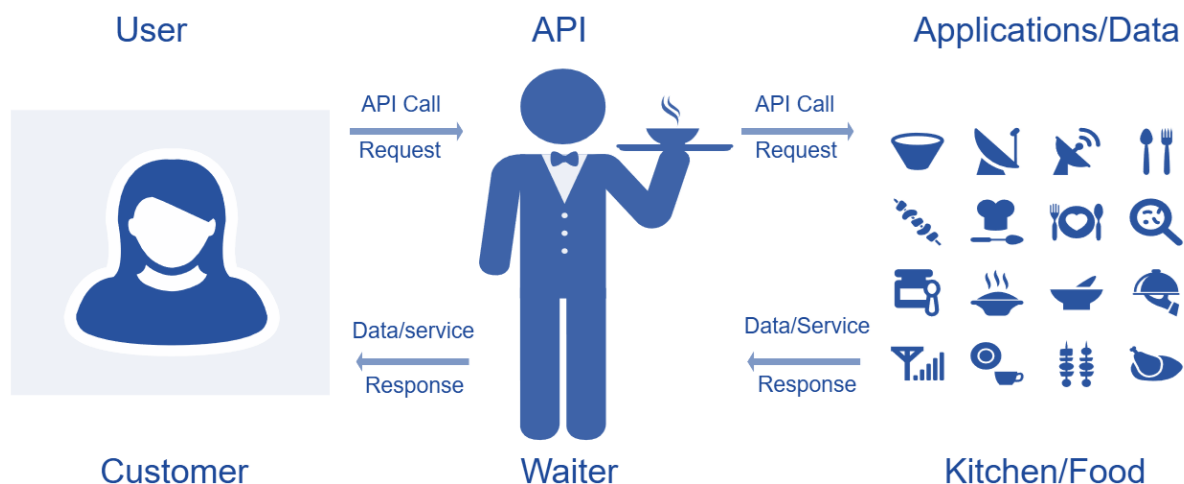 User
API
Applications/Data
API Call
Request
API Call
Request
Data/service
Response
Data/Service
Response
Customer
Waiter
Kitchen/Food